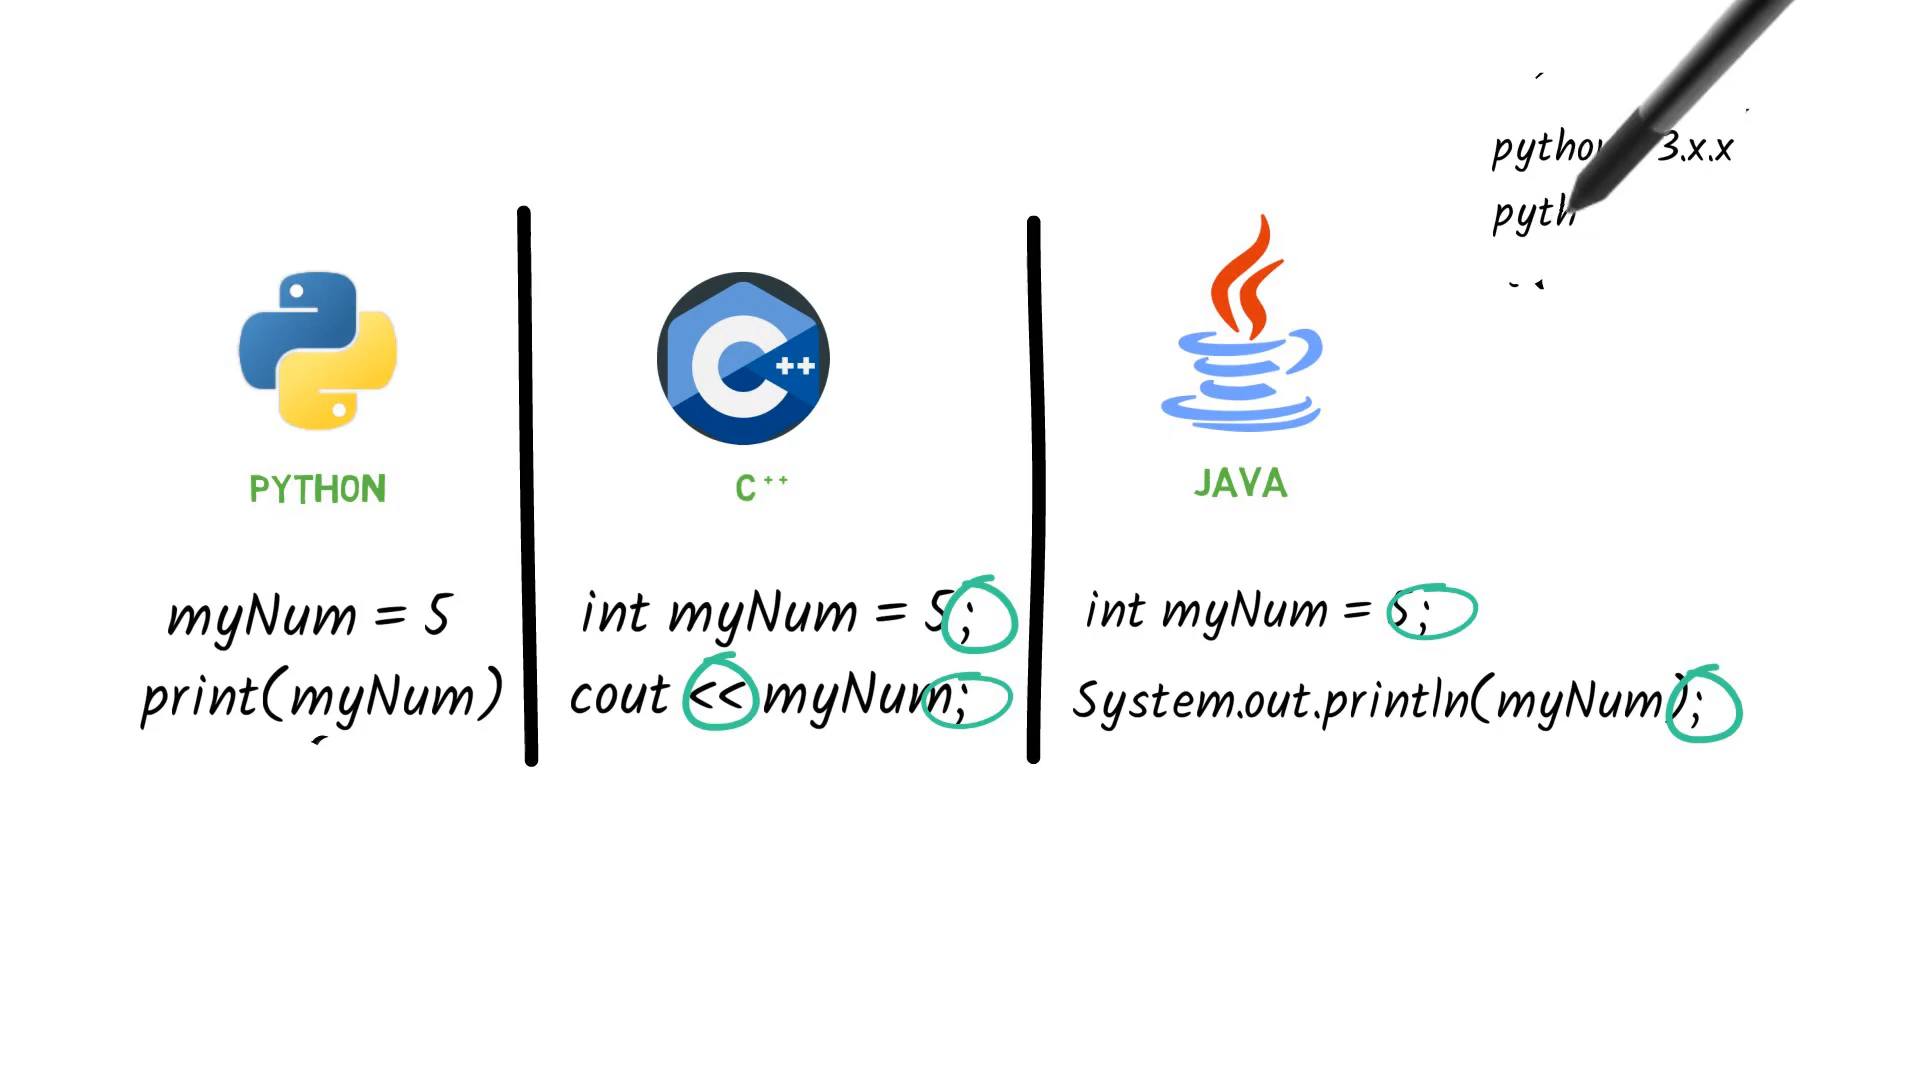 3.x.x
pyth
PYTHON
C++
JAVA
myNum = 5
print(myNum)
int myNum = 5;
cout << myNum;
int myNum = 5;
System.out.println(myNum);